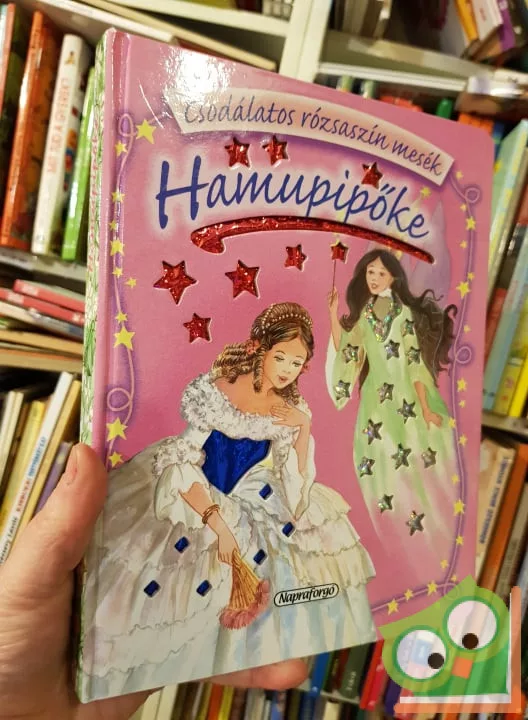 Csodálatos rózsaszín mesék
Hamupipőke
Napraforgó